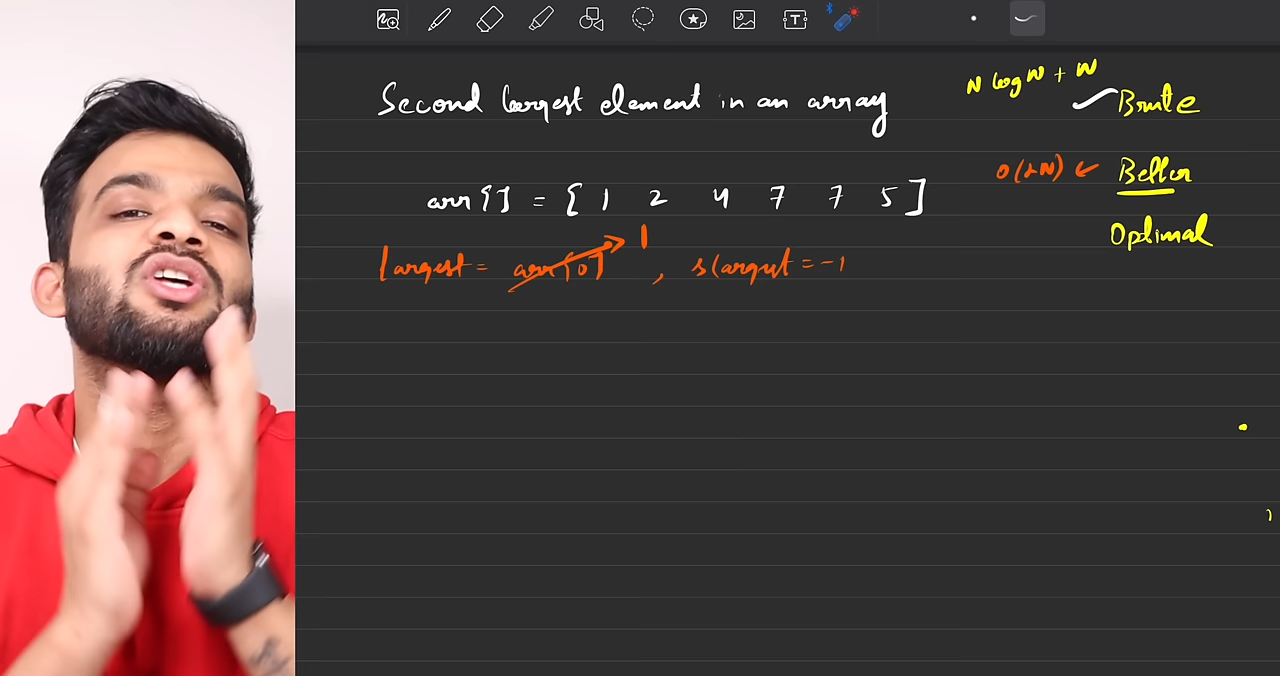 N log N + N
Second largest element in an array
Brute
O(2N) ← Better
arr[] = [ 1 2 4 7 7 5 ]
Optimal
largest = arr[0] → 1 , slargest = -1